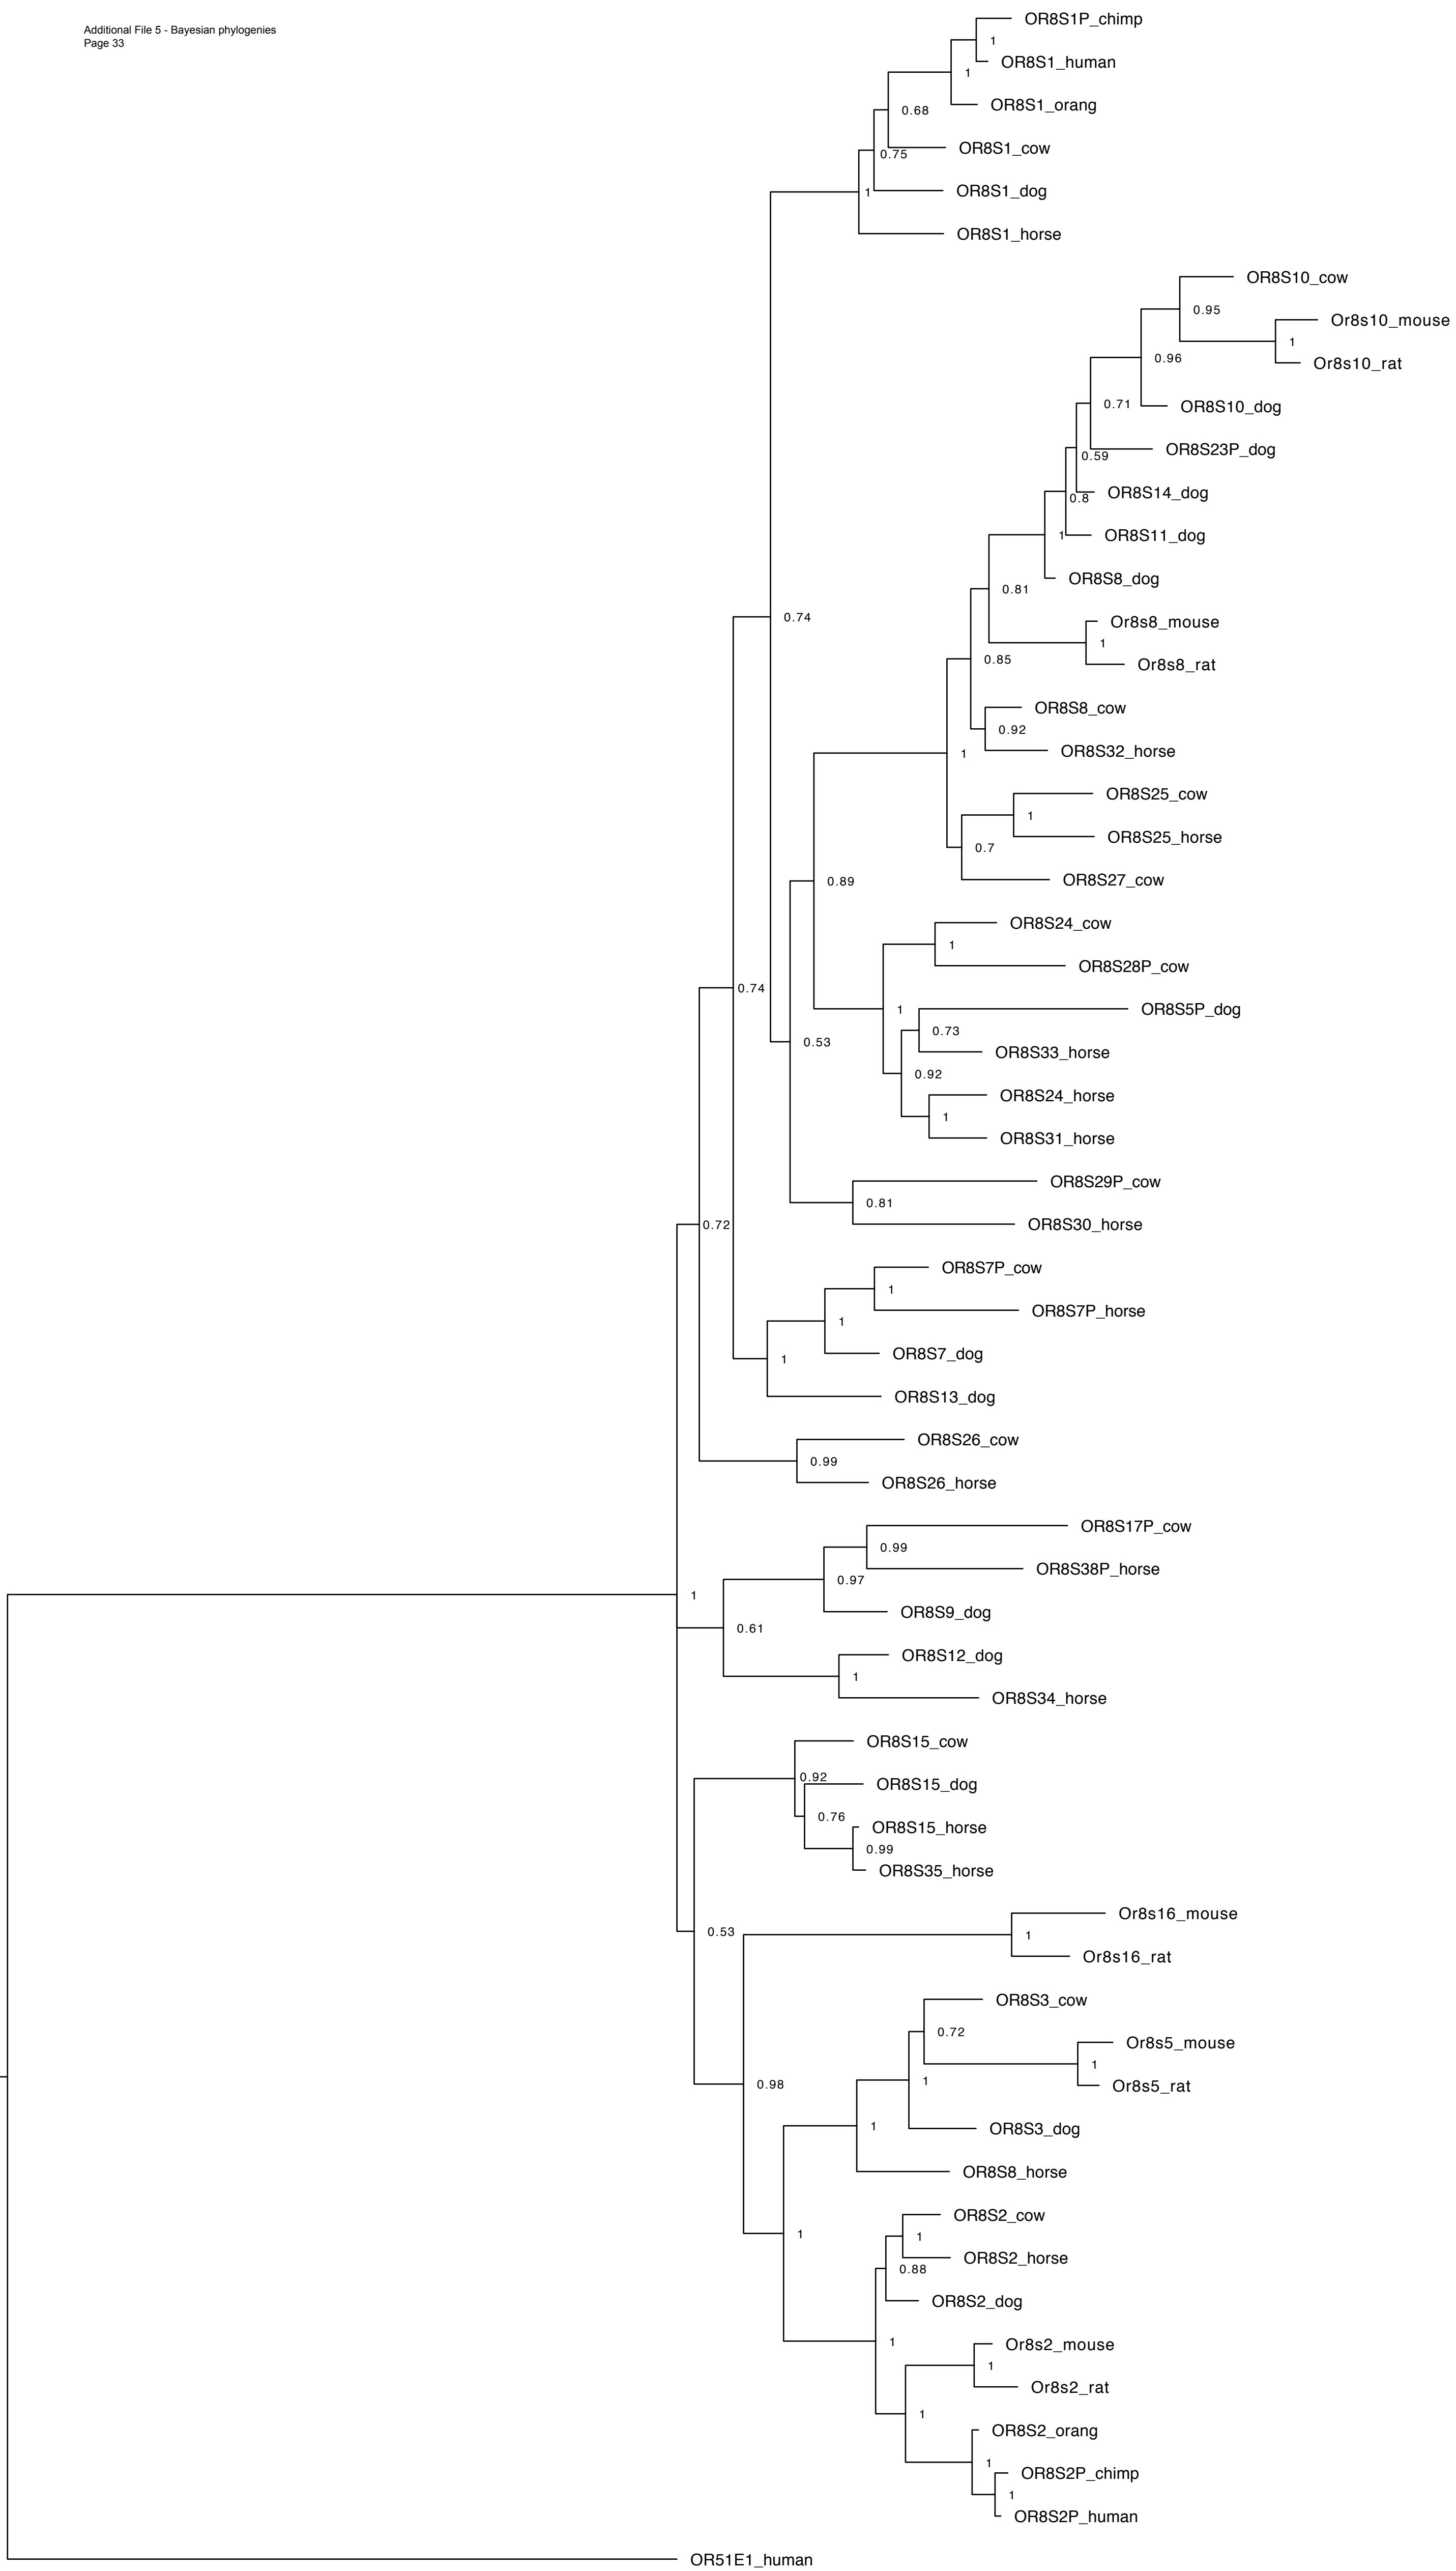 Additional File 5 - Bayesian phylogenies
Page 33
OR8S1P_chimp
1
OR8S1_human
1
OR8S1_orang
0.68
OR8S1_cow
0.75
OR8S1_dog
1
OR8S1_horse
OR8S10_cow
0.95
Or8s10_mouse
1
0.96
Or8s10_rat
0.71
OR8S10_dog
OR8S23P_dog
0.59
OR8S14_dog
0.8
OR8S11_dog
1
OR8S8_dog
0.81
0.74
Or8s8_mouse
1
0.85
Or8s8_rat
OR8S8_cow
0.92
OR8S32_horse
1
OR8S25_cow
1
OR8S25_horse
0.7
OR8S27_cow
0.89
OR8S24_cow
1
OR8S28P_cow
0.74
OR8S5P_dog
1
0.73
0.53
OR8S33_horse
0.92
OR8S24_horse
1
OR8S31_horse
OR8S29P_cow
0.81
OR8S30_horse
0.72
OR8S7P_cow
1
OR8S7P_horse
1
OR8S7_dog
1
OR8S13_dog
OR8S26_cow
0.99
OR8S26_horse
OR8S17P_cow
0.99
OR8S38P_horse
0.97
1
OR8S9_dog
0.61
OR8S12_dog
1
OR8S34_horse
OR8S15_cow
0.92
OR8S15_dog
0.76
OR8S15_horse
0.99
OR8S35_horse
Or8s16_mouse
0.53
1
Or8s16_rat
OR8S3_cow
0.72
Or8s5_mouse
1
1
0.98
Or8s5_rat
1
OR8S3_dog
OR8S8_horse
OR8S2_cow
1
1
OR8S2_horse
0.88
OR8S2_dog
1
Or8s2_mouse
1
Or8s2_rat
1
OR8S2_orang
1
OR8S2P_chimp
1
OR8S2P_human
OR51E1_human